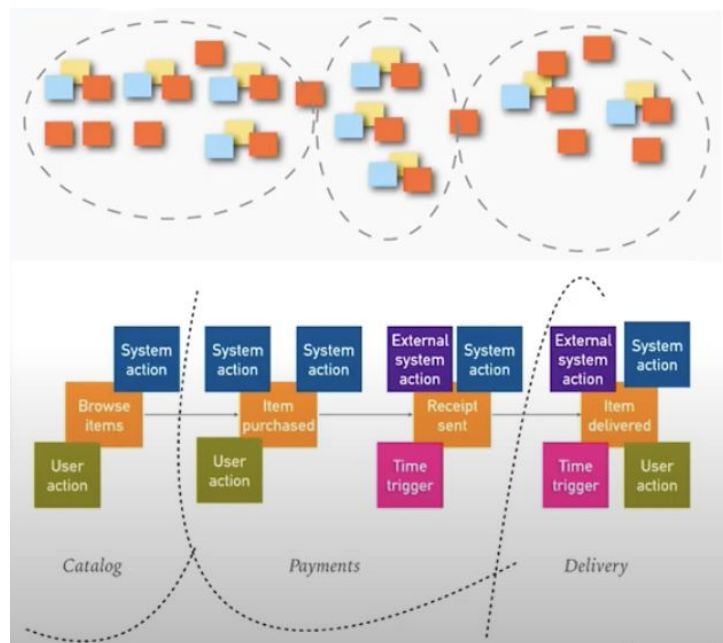 System
action
System
action
System
action
External
system
action
System
action
External
system
action
System
action
Browse
items
Item
purchased
Receipt
sent
Item
delivered
User
action
User
action
Time
trigger
Time
trigger
User
action
Catalog
Payments
Delivery